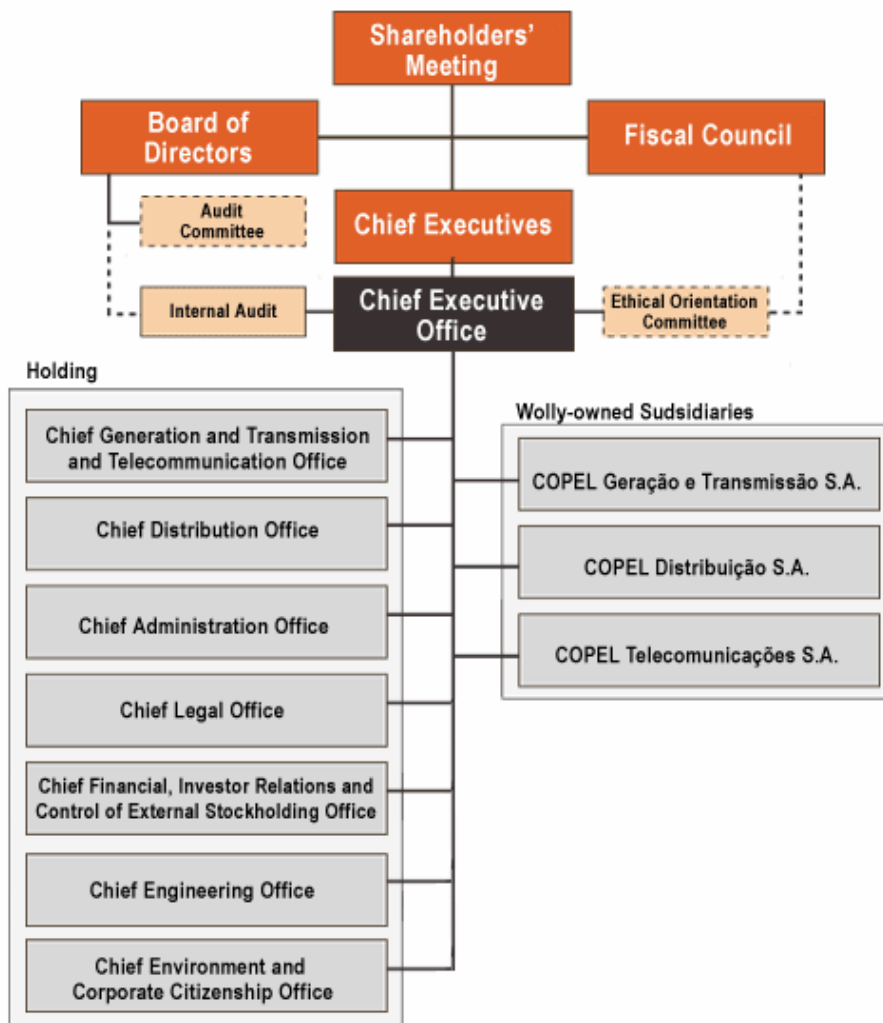 Shareholders'
Meeting
Board of
Directors
Fiscal Council
Audit
Committee
Chief Executives
Internal Audit
Chief Executive
Office
Ethical Orientation
Committee
Holding
Chief Generation and Transmission
and Telecommunication Office
Chief Distribution Office
Chief Administration Office
Chief Legal Office
Chief Financial, Investor Relations and
Control of External Stockholding Office
Chief Engineering Office
Chief Environment and
Corporate Citizenship Office
Wolly-owned Sudsidiaries
COPEL Geração e Transmissão S.A.
COPEL Distribuição S.A.
COPEL Telecomunicações S.A.